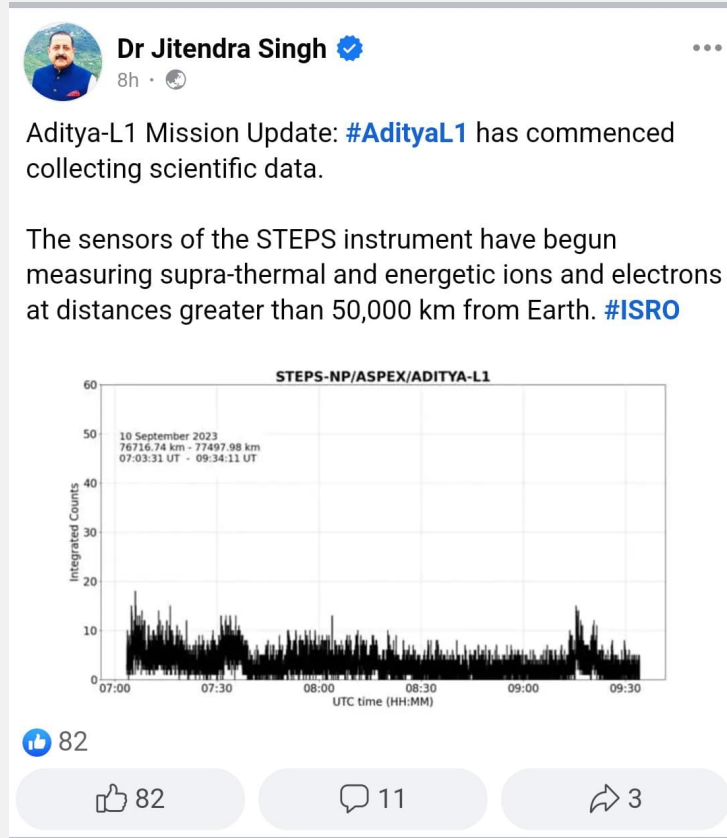 Dr Jitendra Singh
8h ·
Aditya-L1 Mission Update: #AdityaL1 has commenced
collecting scientific data.
The sensors of the STEPS instrument have begun
measuring supra-thermal and energetic ions and electrons
at distances greater than 50,000 km from Earth. #ISRO
STEPS-NP/ASPEX/ADITYA-L1
60
50
40
30
20
10
0
Integrated Counts
10 September 2023
76716.74 km - 77497.98 km
07:03:31 UT - 09:34:11 UT
07:00 07:30 08:00 08:30 09:00 09:30
UTC time (HH:MM)
82
82 11 3